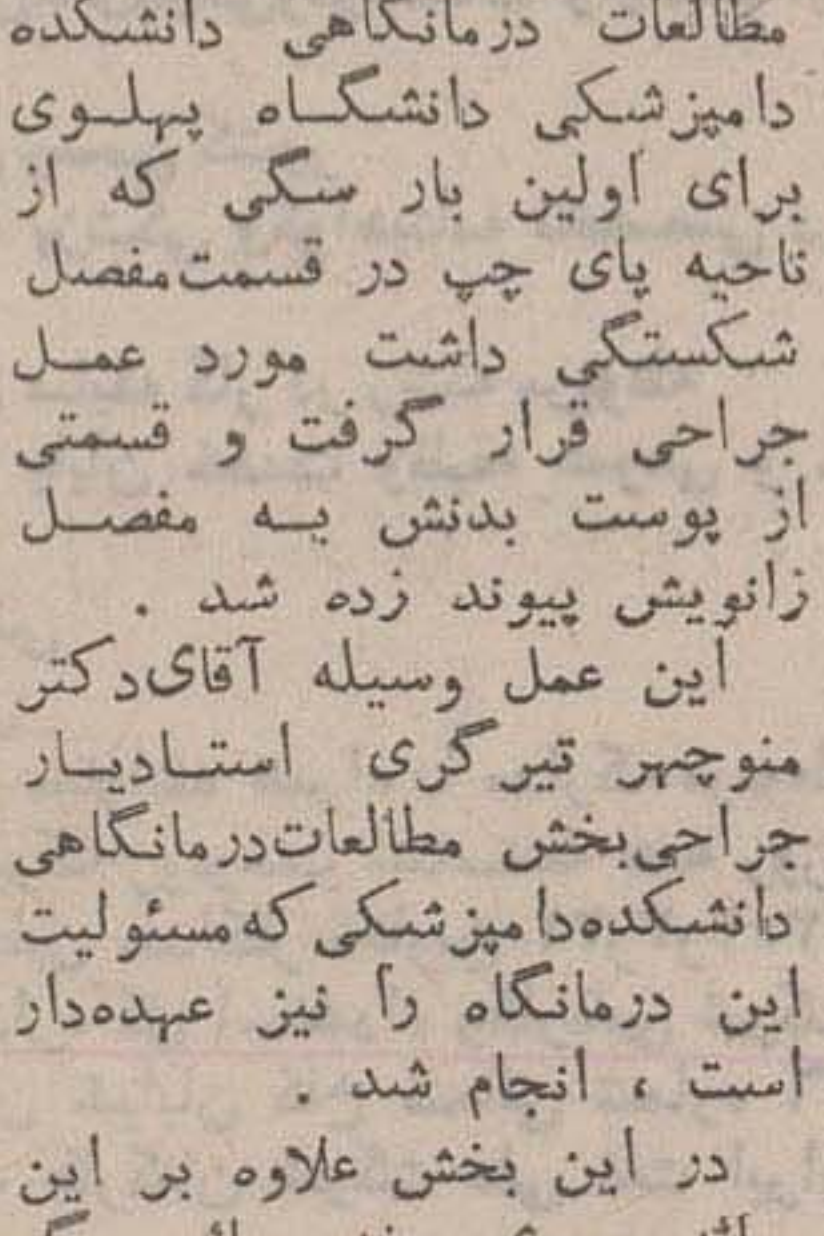 مطالعات درمانگاهی دانشکده
دامپزشکی دانشگاه پهلوی
برای اولین بار سگی که از
ناحیه پای چپ در قسمت مفصل
شکستگی داشت مورد عمل
جراحی قرار گرفت و قسمتی
از پوست بدنش به مفصل
زانویش پیوند زده شد .
این عمل وسیله آقای دکتر
منوچهر تیرگری استادیار
جراحی بخش مطالعات درمانگاهی
دانشکده دامپزشکی که مسئولیت
این درمانگاه را نیز عهده‌دار
است ، انجام شد .
در این بخش علاوه بر این